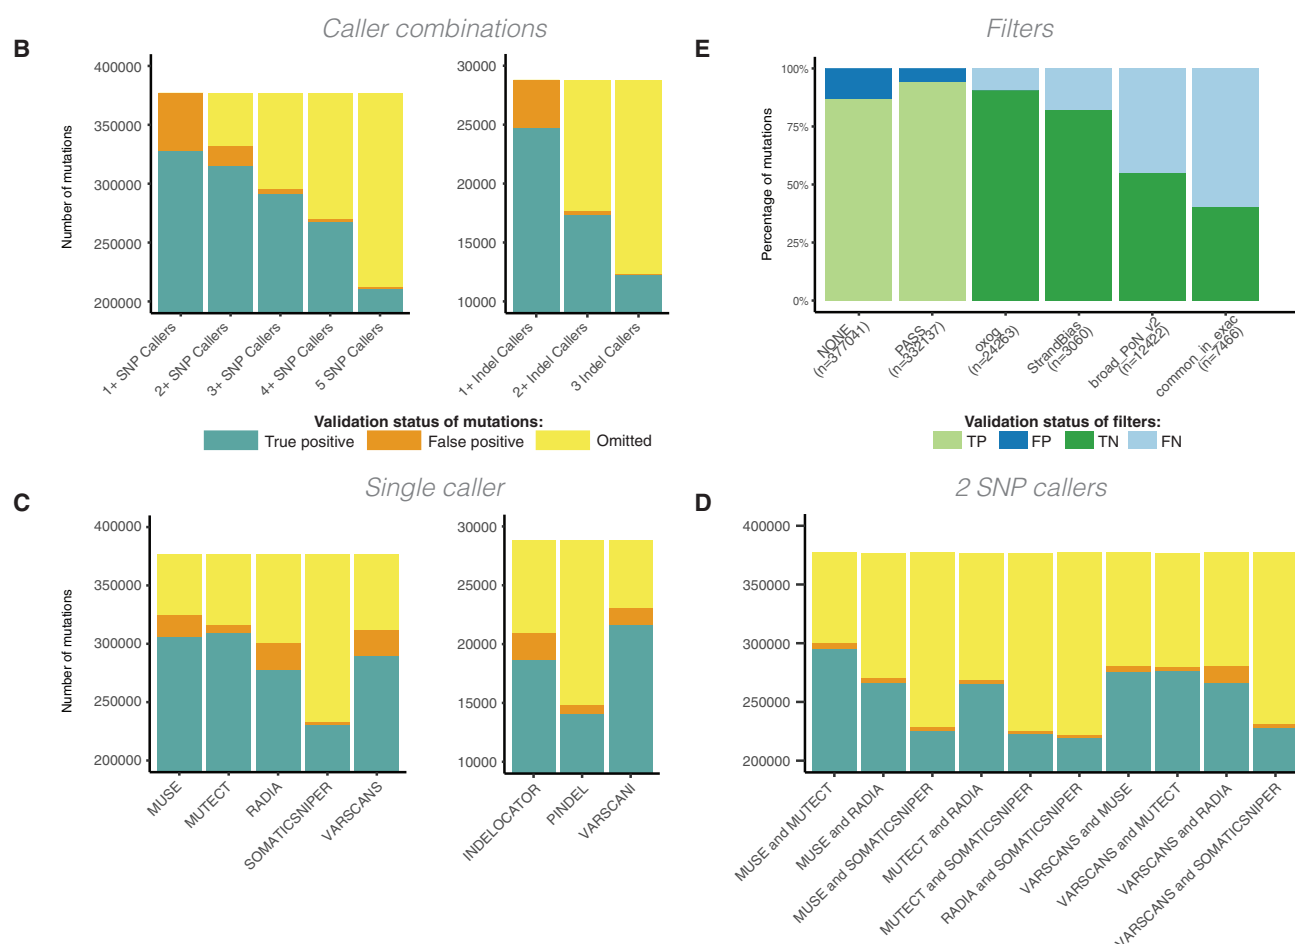 Caller combinations
Filters
B
E
400000
350000
300000
250000
200000
Number of mutations
30000
25000
20000
15000
10000
100%
75%
50%
25%
0%
Percentage of mutations
1+ SNP Callers
2+ SNP Callers
3+ SNP Callers
4+ SNP Callers
5 SNP Callers
1+ Indel Callers
2+ Indel Callers
3 Indel Callers
NONE
(n=377041)
PASS
(n=332137)
oxog
(n=24263)
StrandBias
(n=3060)
broad_PoN_v2
(n=12422)
common_in_exac
(n=7466)
Validation status of mutations:
True positive False positive Omitted
Validation status of filters:
TP FP TN FN
Single caller
2 SNP callers
C
D
400000
350000
300000
250000
200000
Number of mutations
30000
25000
20000
15000
10000
400000
350000
300000
250000
200000
MUSE
MUTECT
RADIA
SOMATICSNIPER
VARSCANS
INDELOCATOR
PINDEL
VARSCANI
MUSE and MUTECT
MUSE and RADIA
MUSE and SOMATICSNIPER
MUTECT and RADIA
MUTECT and SOMATICSNIPER
RADIA and SOMATICSNIPER
VARSCANS and MUSE
VARSCANS and MUTECT
VARSCANS and RADIA
VARSCANS and SOMATICSNIPER